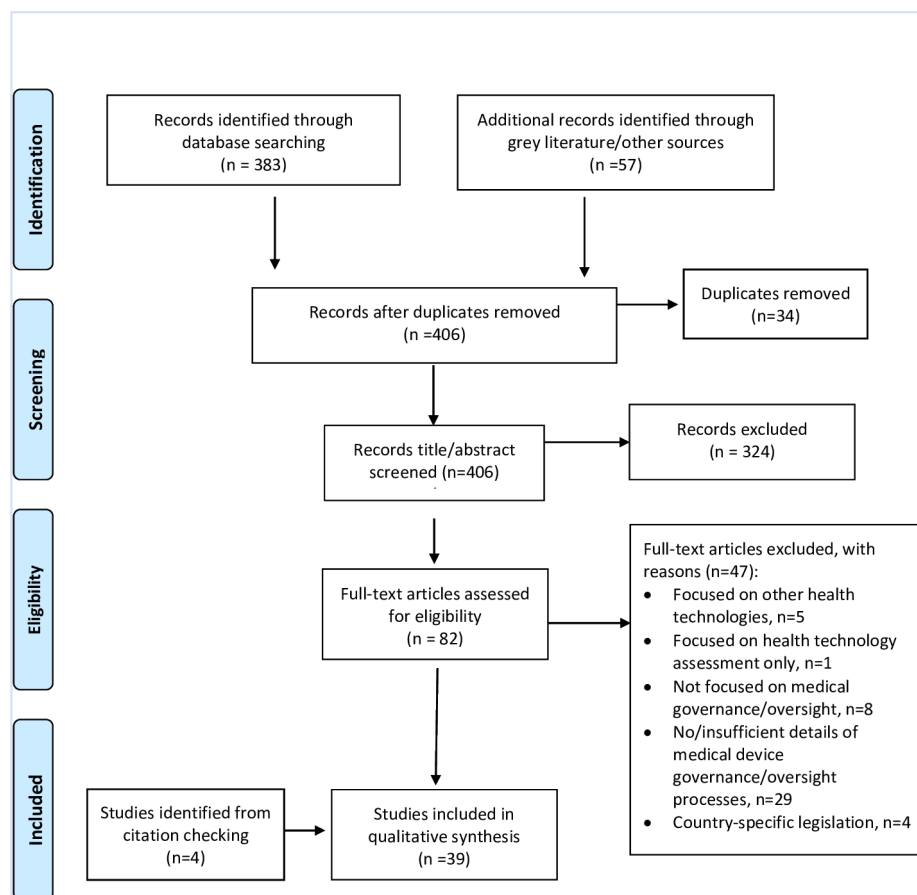 Identification
Records identified through
database searching
(n = 383)
Additional records identified through
grey literature/other sources
(n =57)
Screening
Records after duplicates removed
(n =406)
Duplicates removed
(n=34)
Records title/abstract
screened (n=406)
.
Records excluded
(n = 324)
Eligibility
Full-text articles assessed
for eligibility
(n = 82)
Full-text articles excluded, with
reasons (n=47):
• Focused on other health
technologies, n=5
• Focused on health technology
assessment only, n=1
• Not focused on medical
governance/oversight, n=8
• No/insufficient details of
medical device
governance/oversight
processes, n=29
• Country-specific legislation, n=4
Included
Studies identified from
citation checking
(n=4)
Studies included in
qualitative synthesis
(n =39)